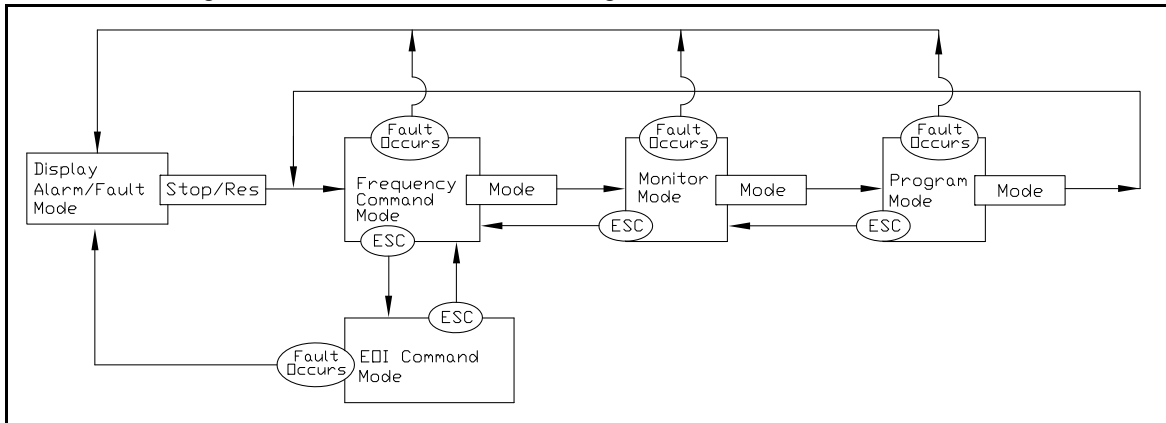 Fault
Occurs
Fault
Occurs
Fault
Occurs
Display
Alarm/Fault
Mode
Stop/Res
Frequency
Command
Mode
Mode
Monitor
Mode
Mode
Program
Mode
Mode
ESC
ESC
ESC
ESC
Fault
Occurs
EOI Command
Mode